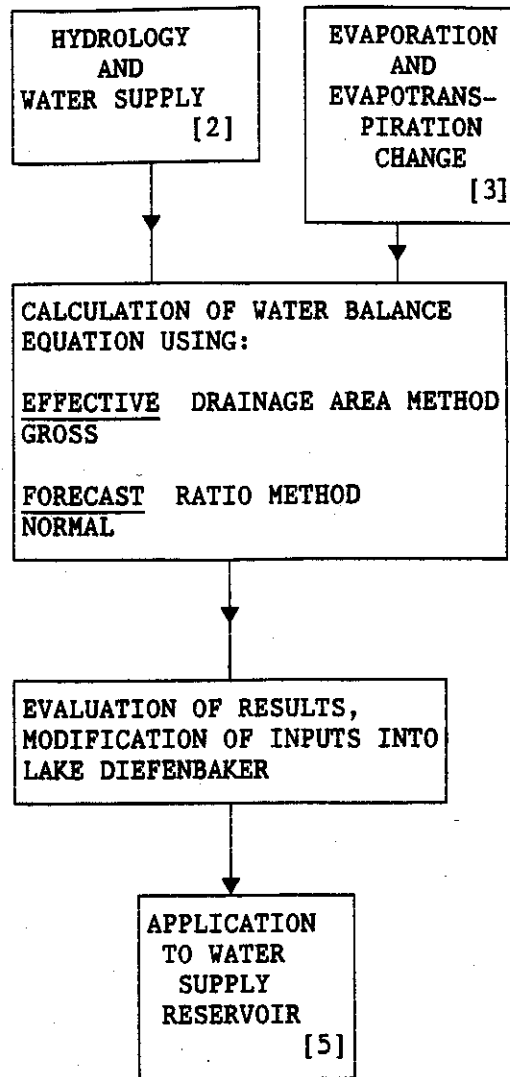 HYDROLOGY
AND
WATER SUPPLY
[2]
EVAPORATION
AND
EVAPOTRANS-
PIRATION
CHANGE
[3]
CALCULATION OF WATER BALANCE
EQUATION USING:
EFFECTIVE DRAINAGE AREA METHOD
GROSS
FORECAST RATIO METHOD
NORMAL
EVALUATION OF RESULTS,
MODIFICATION OF INPUTS INTO
LAKE DIEFENBAKER
APPLICATION
TO WATER
SUPPLY
RESERVOIR
[5]